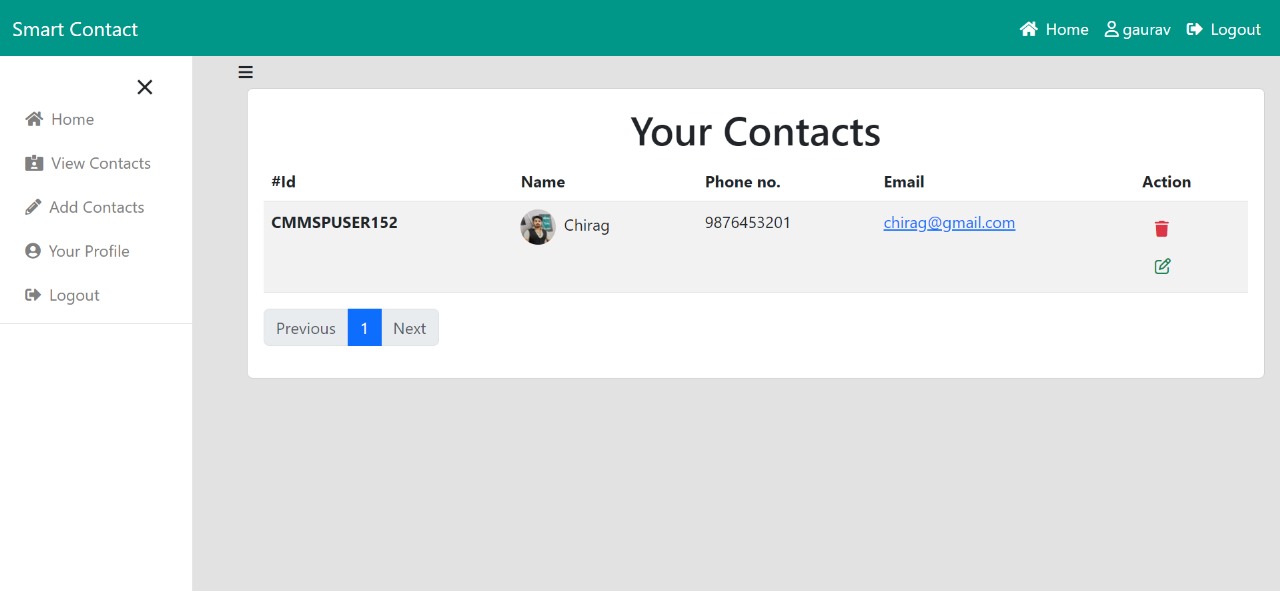 Smart Contact Home gaurav Logout
Home
View Contacts
Add Contacts
Your Profile
Logout
Your Contacts
#Id Name Phone no. Email Action
CMMSPUSER152 Chirag 9876453201 chirag@gmail.com
Previous 1 Next